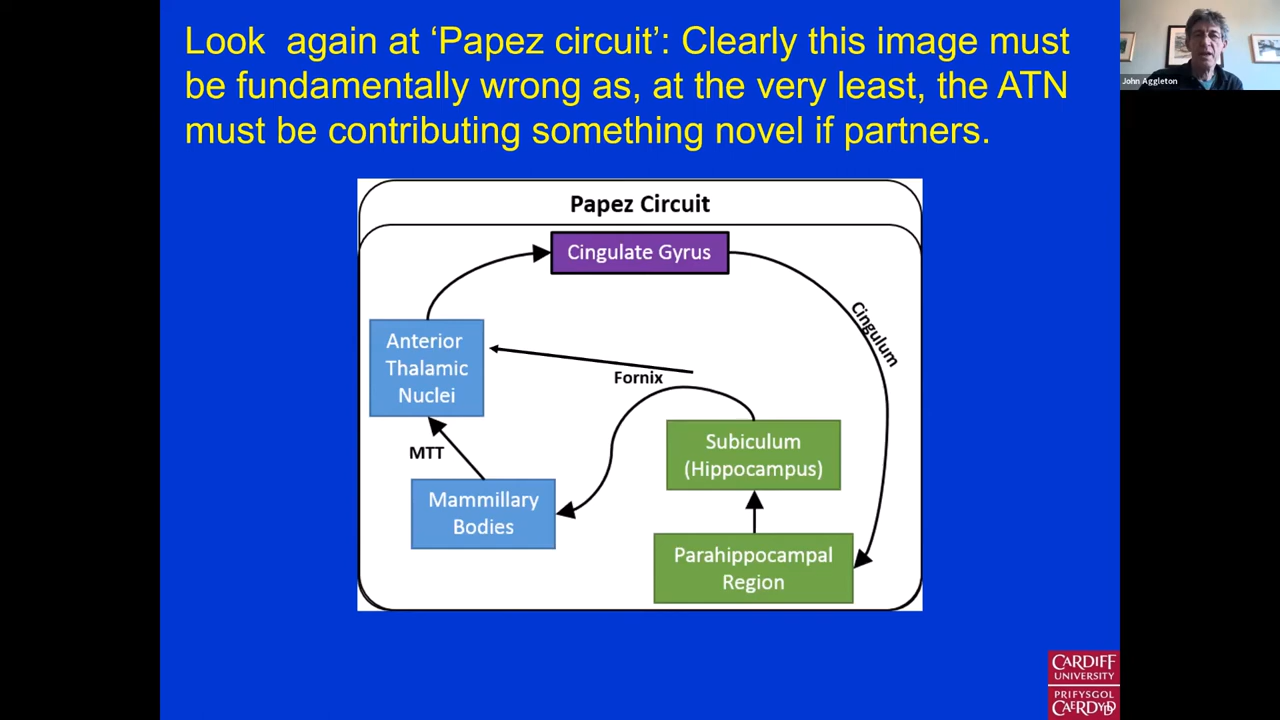 Look  again at ‘Papez circuit’: Clearly this image must
be fundamentally wrong as, at the very least, the ATN
must be contributing something novel if partners.
John Aggleton
Papez Circuit
Cingulate Gyrus
Cingulum
Anterior
Thalamic
Nuclei
Fornix
MTT
Subiculum
(Hippocampus)
Mammillary
Bodies
Parahippocampal
Region
CARDIFF
UNIVERSITY
PRIFYSGOL
CAERDYDD